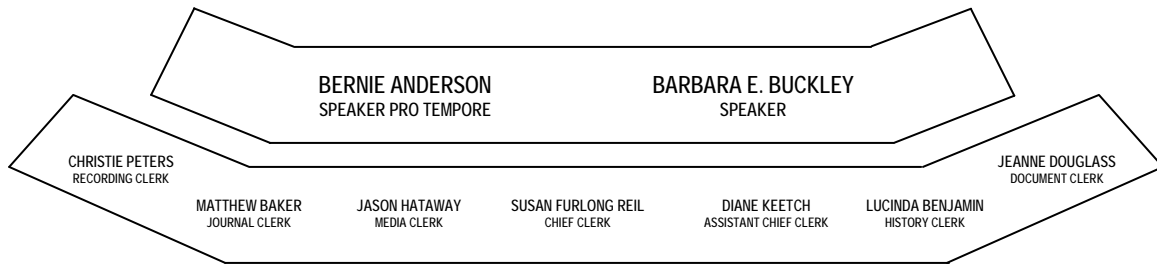 BERNIE ANDERSON
SPEAKER PRO TEMPORE
BARBARA E. BUCKLEY
SPEAKER
CHRISTIE PETERS
RECORDING CLERK
MATTHEW BAKER
JOURNAL CLERK
JASON HATAWAY
MEDIA CLERK
SUSAN FURLONG REIL
CHIEF CLERK
DIANE KEETCH
ASSISTANT CHIEF CLERK
LUCINDA BENJAMIN
HISTORY CLERK
JEANNE DOUGLASS
DOCUMENT CLERK